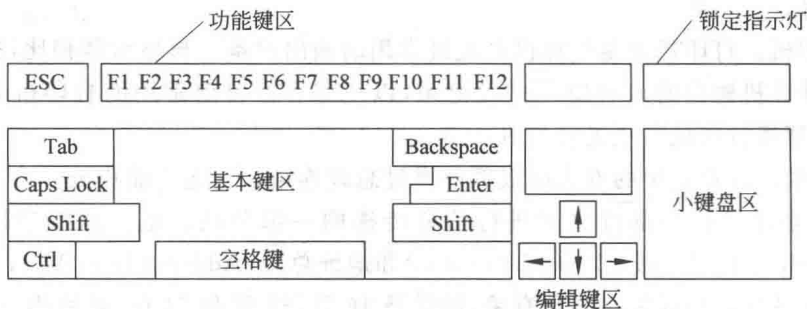 功能键区
锁定指示灯
ESC
F1 F2 F3 F4 F5 F6 F7 F8 F9 F10 F11 F12
Tab
Backspace
Caps Lock
基本键区
Enter
小键盘区
Shift
Shift
Ctrl
空格键
编辑键区